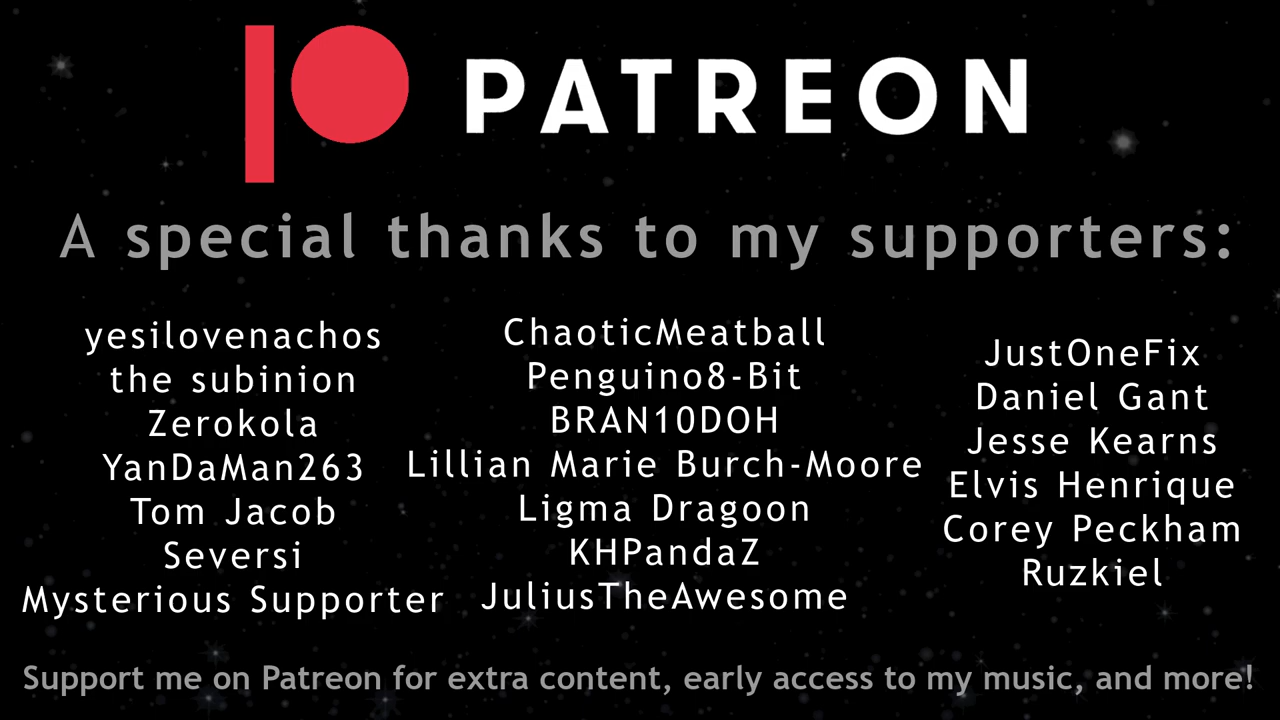 PATREON
A special thanks to my supporters:
yesilovenachos
the subinion
Zerokola
YanDaMan263
Tom Jacob
Seversi
Mysterious Supporter
ChaoticMeatball
Penguino8-Bit
BRAN10DOH
Lillian Marie Burch-Moore
Ligma Dragoon
KHPandaZ
JuliusTheAwesome
JustOneFix
Daniel Gant
Jesse Kearns
Elvis Henrique
Corey Peckham
Ruzkiel
Support me on Patreon for extra content, early access to my music, and more!